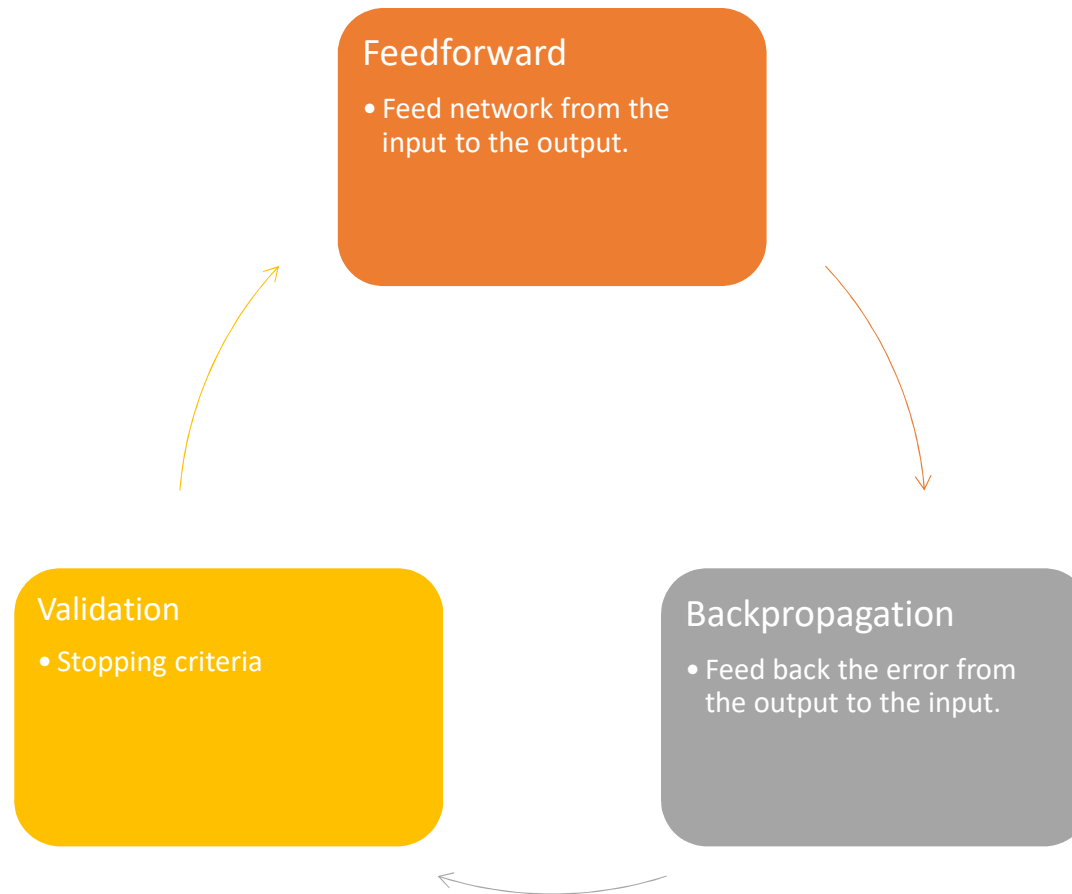 Feedforward
• Feed network from the
input to the output.
Backpropagation
• Feed back the error from
the output to the input.
Validation
• Stopping criteria